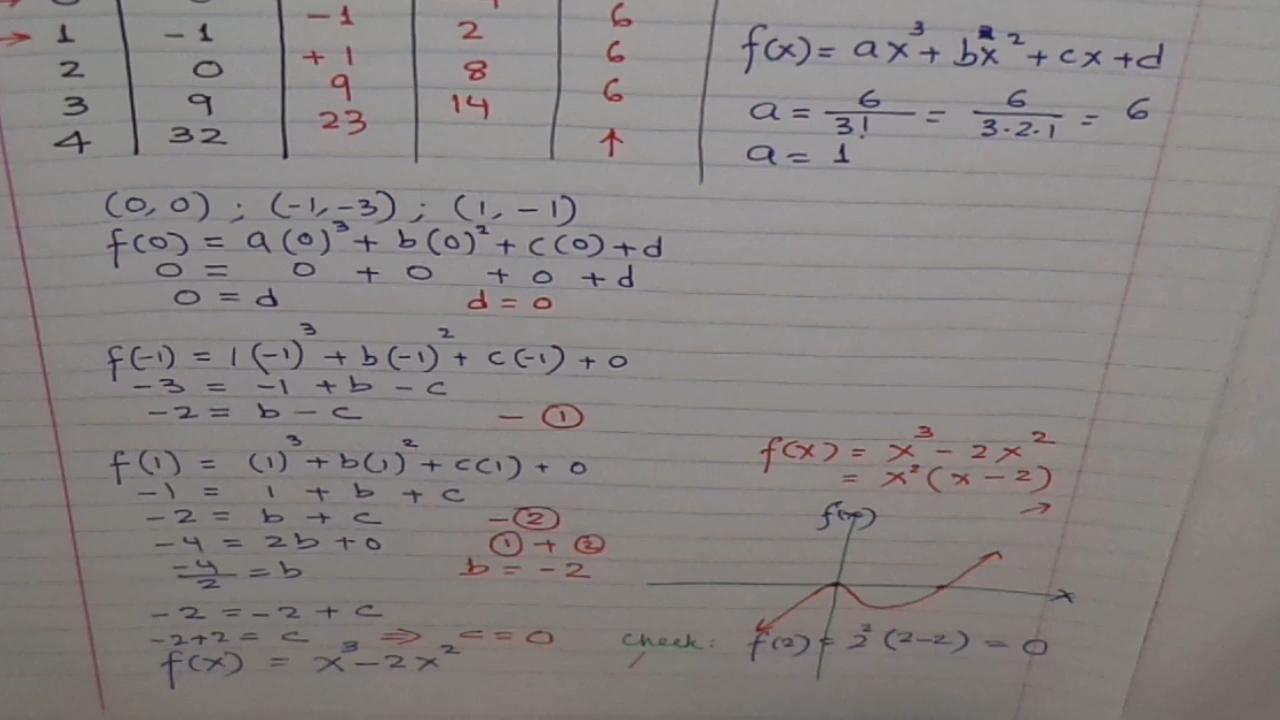 1 -1 -1 2 6
2 0 +1 8 6
3 9 9 14 6
4 32 23 ↑
f(x) = ax³ + bx² + cx + d
a = 6/3! = 6/3·2·1 = 6
a = 1
(0,0) ; (-1,-3) ; (1,-1)
f(0) = a(0)³ + b(0)² + c(0) + d
0 = 0 + 0 + 0 + d
0 = d d = 0
f(-1) = 1(-1)³ + b(-1)² + c(-1) + 0
-3 = -1 + b - c
-2 = b - c - ①
f(1) = (1)³ + b(1)² + c(1) + 0
-1 = 1 + b + c
-2 = b + c - ②
-4 = 2b + 0 ① + ②
-4/2 = b b = -2
-2 = -2 + c
-2+2 = c ⇒ c = 0
f(x) = x³ - 2x²
f(x) = x³ - 2x²
= x²(x - 2)
f(x)
x
check: f(2) = 2²(2-2) = 0